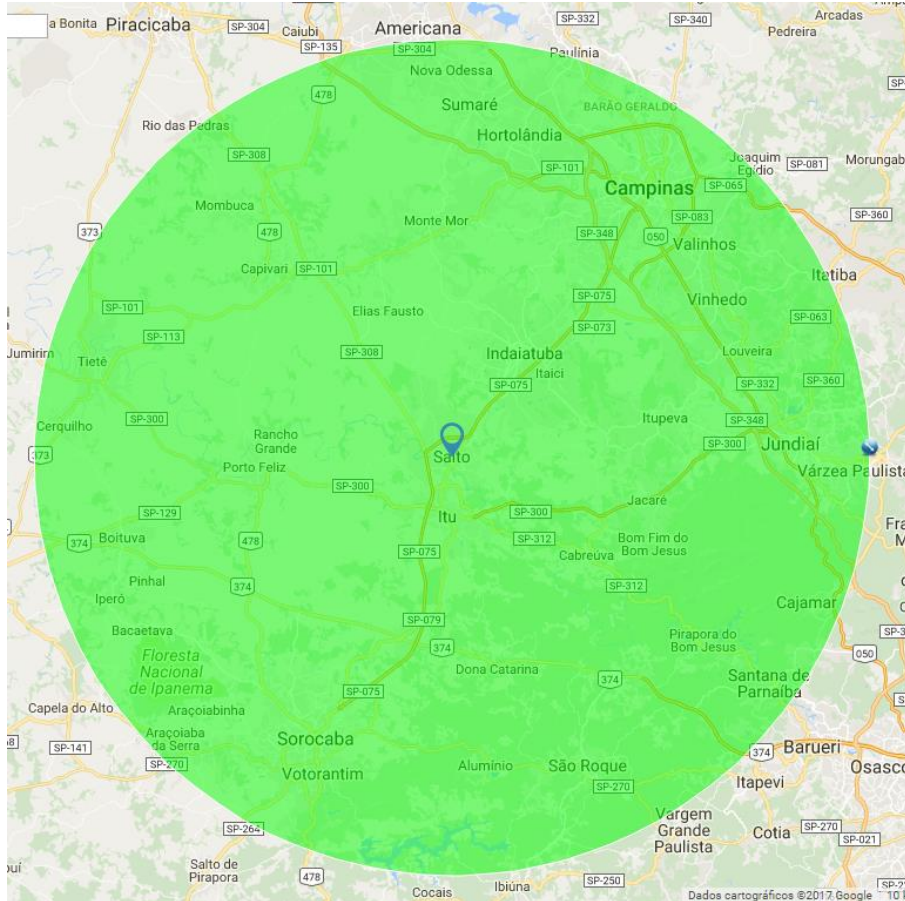 a Bonita
Piracicaba
SP-304
Caiubi
SP-135
Americana
SP-304
SP-332
SP-340
Arcadas
Pedreira
Paulínia
Nova Odessa
478
Sumaré
BARÃO GERALDO
Rio das Pedras
Hortolândia
SP-308
SP-101
Joaquim
Egídio
SP-081
Morungab
Mombuca
Campinas
SP-065
SP-360
373
478
Monte Mor
SP-348
050
SP-083
Valinhos
Capivari
SP-101
Itatiba
SP-101
Elias Fausto
SP-075
Vinhedo
SP-063
SP-113
SP-073
Jumirim
Tietê
SP-308
Indaiatuba
Itaici
Louveira
SP-075
SP-332
SP-360
Cerquilho
SP-300
Rancho
Grande
Itupeva
SP-348
373
Porto Feliz
Salto
SP-300
Jundiaí
Várzea Paulista
SP-300
Jacaré
SP-129
Itu
SP-300
Fra
M
374
Boituva
478
SP-075
SP-312
Bom Fim do
Bom Jesus
Cabreúva
Pinhal
374
SP-312
Iperó
Cajamar
Bacaetava
SP-079
Pirapora do
Bom Jesus
SP-3
Floresta
Nacional
de Ipanema
374
050
Dona Catarina
374
Santana de
Parnaíba
SP-075
Capela do Alto
Araçoiabinha
Araçoiaba
da Serra
SP-141
Sorocaba
374
Barueri
SP-270
Votorantim
Alumínio
São Roque
Osasco
Itapevi
SP-270
Vargem
Grande
Paulista
SP-264
Cotia
SP-270
SP-021
Salto de
Pirapora
478
Cocais
Ibiúna
SP-250
Dados cartográficos ©2017 Google
10 k